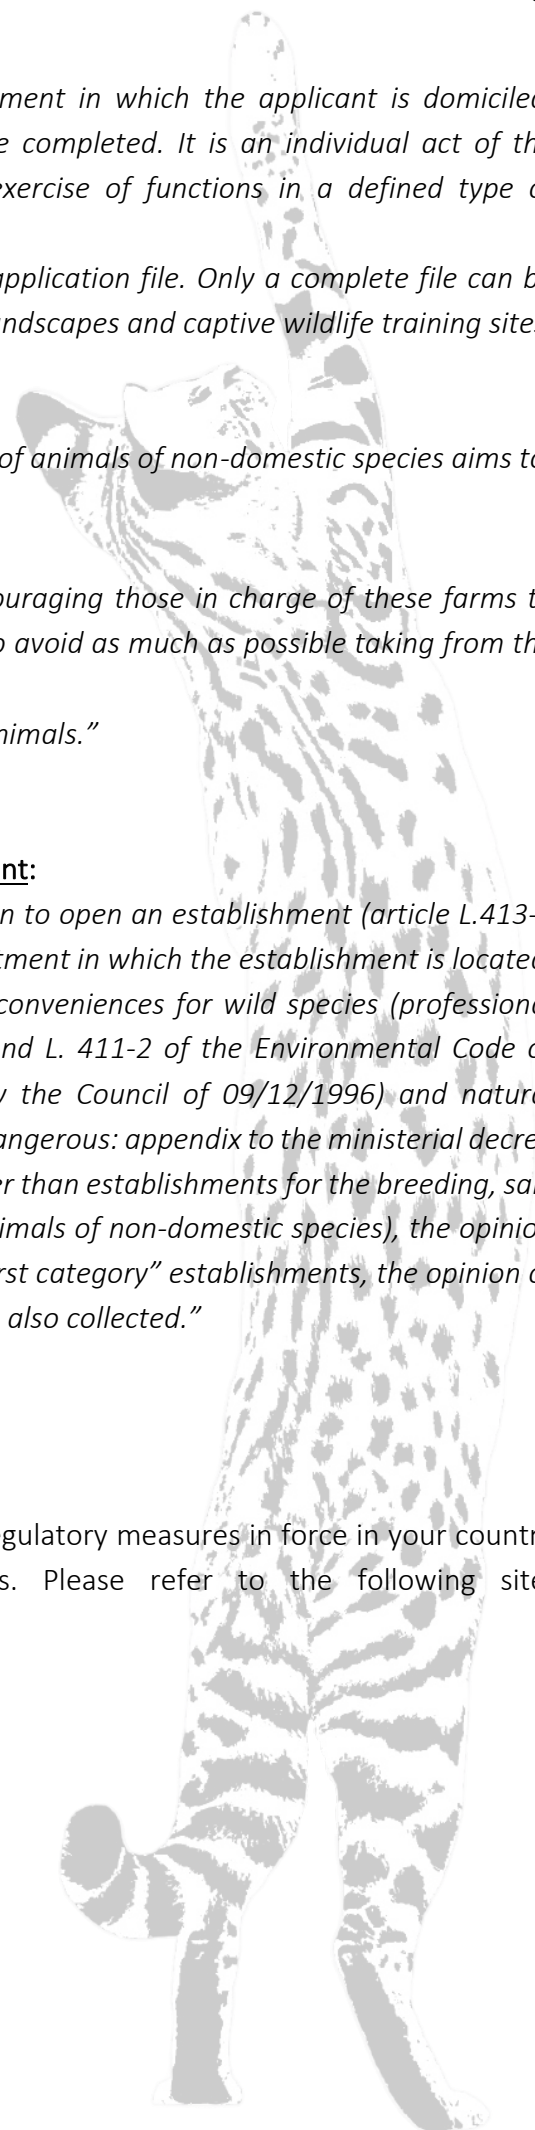 ment in which the applicant is domiciled
e completed. It is an individual act of th
exercise of functions in a defined type o
application file. Only a complete file can b
andscapes and captive wildlife training sites
of animals of non-domestic species aims to
ouraging those in charge of these farms t
o avoid as much as possible taking from th
nimals.”
nt:
n to open an establishment (article L.413-
tment in which the establishment is located
conveniences for wild species (professiona
nd L. 411-2 of the Environmental Code o
y the Council of 09/12/1996) and natura
angerous: appendix to the ministerial decre
er than establishments for the breeding, sal
imals of non-domestic species), the opinio
rst category” establishments, the opinion o
also collected.”
egulatory measures in force in your countr
s. Please refer to the following site